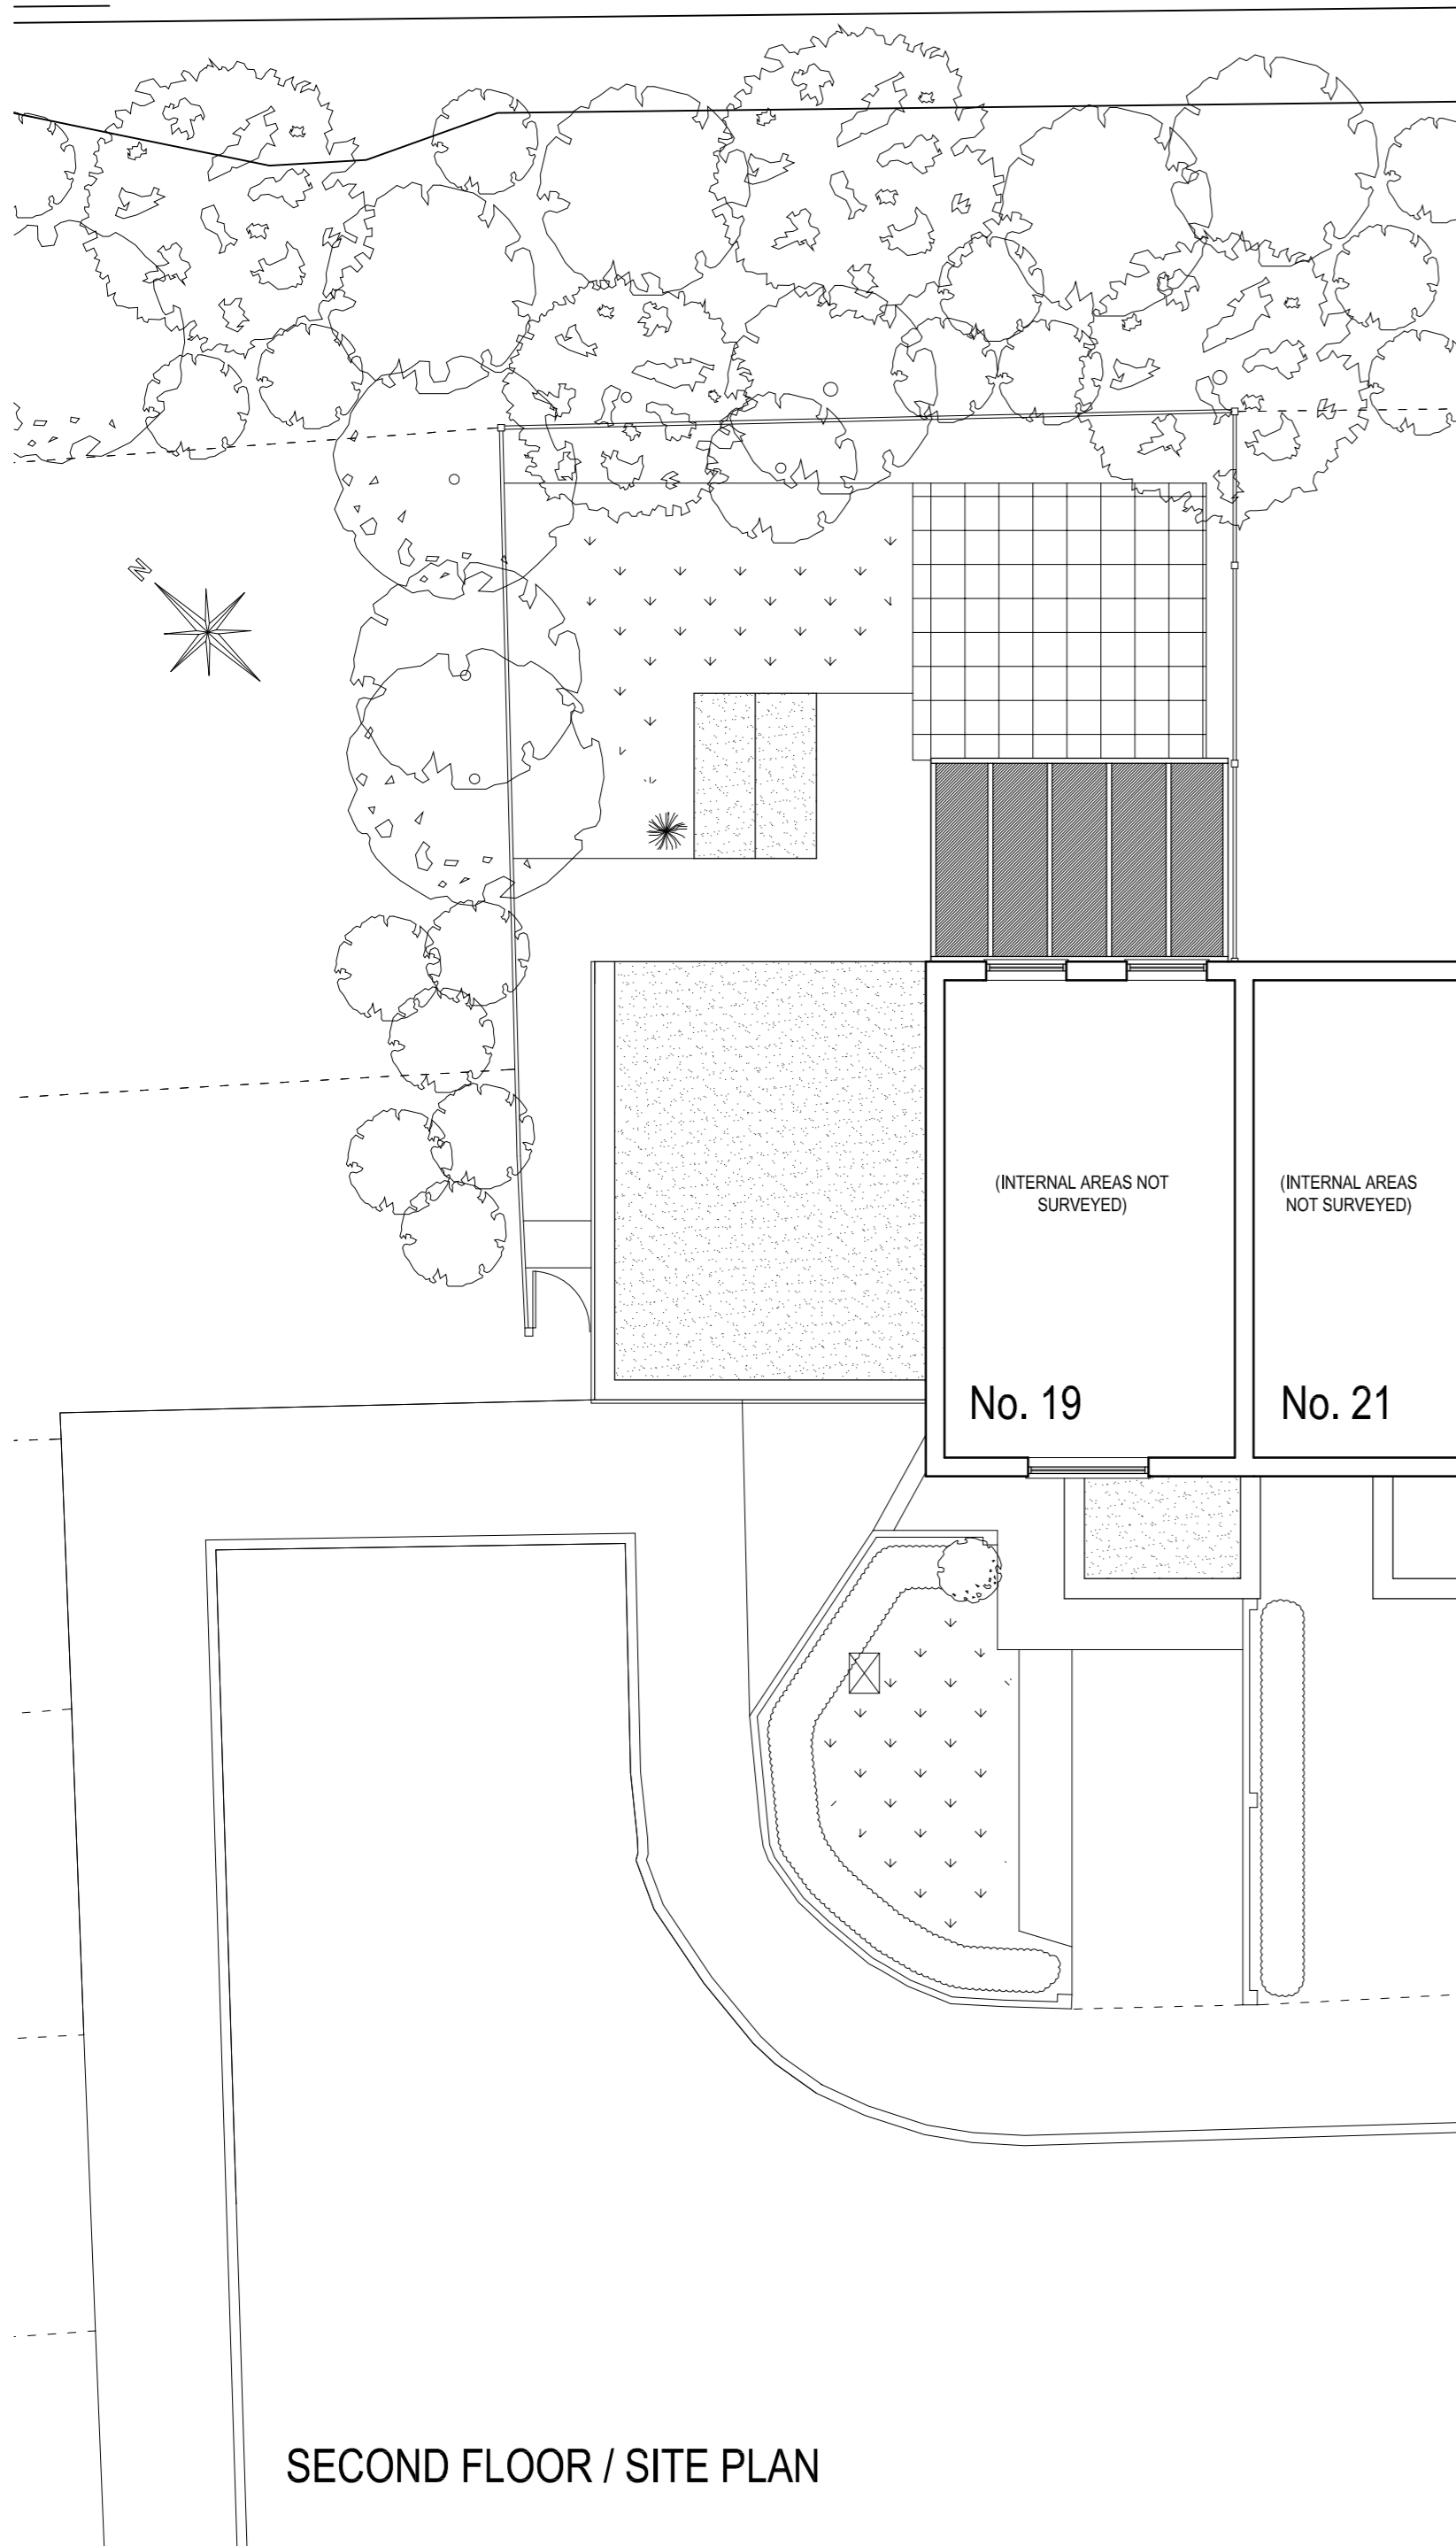 N
(INTERNAL AREAS NOT
SURVEYED)
(INTERNAL AREAS
NOT SURVEYED)
No. 19
No. 21
SECOND FLOOR / SITE PLAN